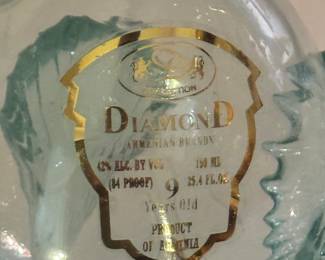 SD
COLLECTION
DIAMOND
ARMENIAN BRANDY
42% ALC. BY VOL 750 ML
(84 PROOF) 25.4 FL.OZ
9
Years Old
PRODUCT
OF ARMENIA